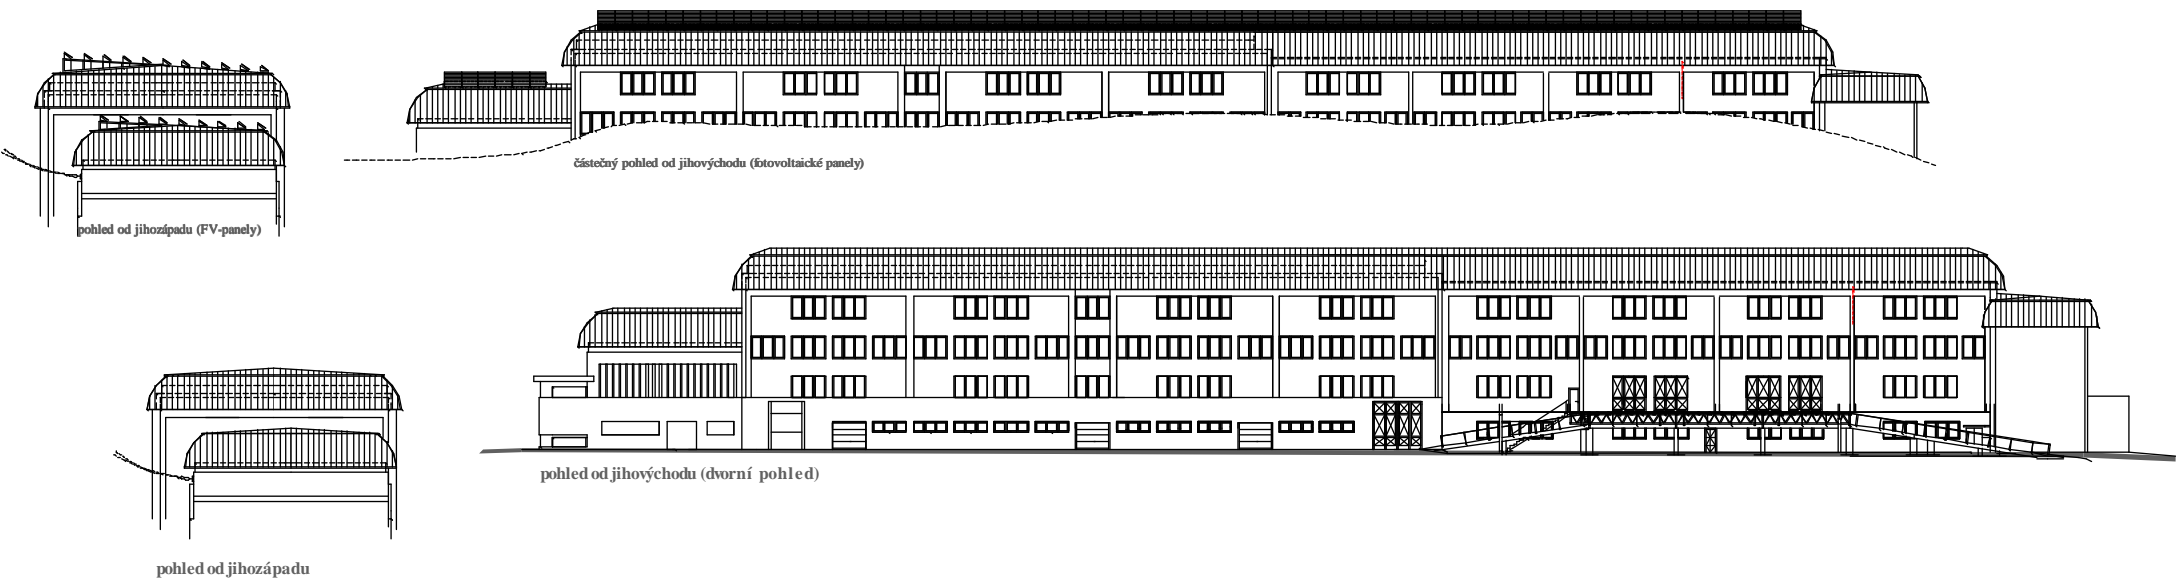 částečný pohled od jihovýchodu (fotovoltaické panely)
pohled od jihozápadu (FV-panely)
pohled od jihovýchodu (dvorní pohled)
pohled od jihozápadu